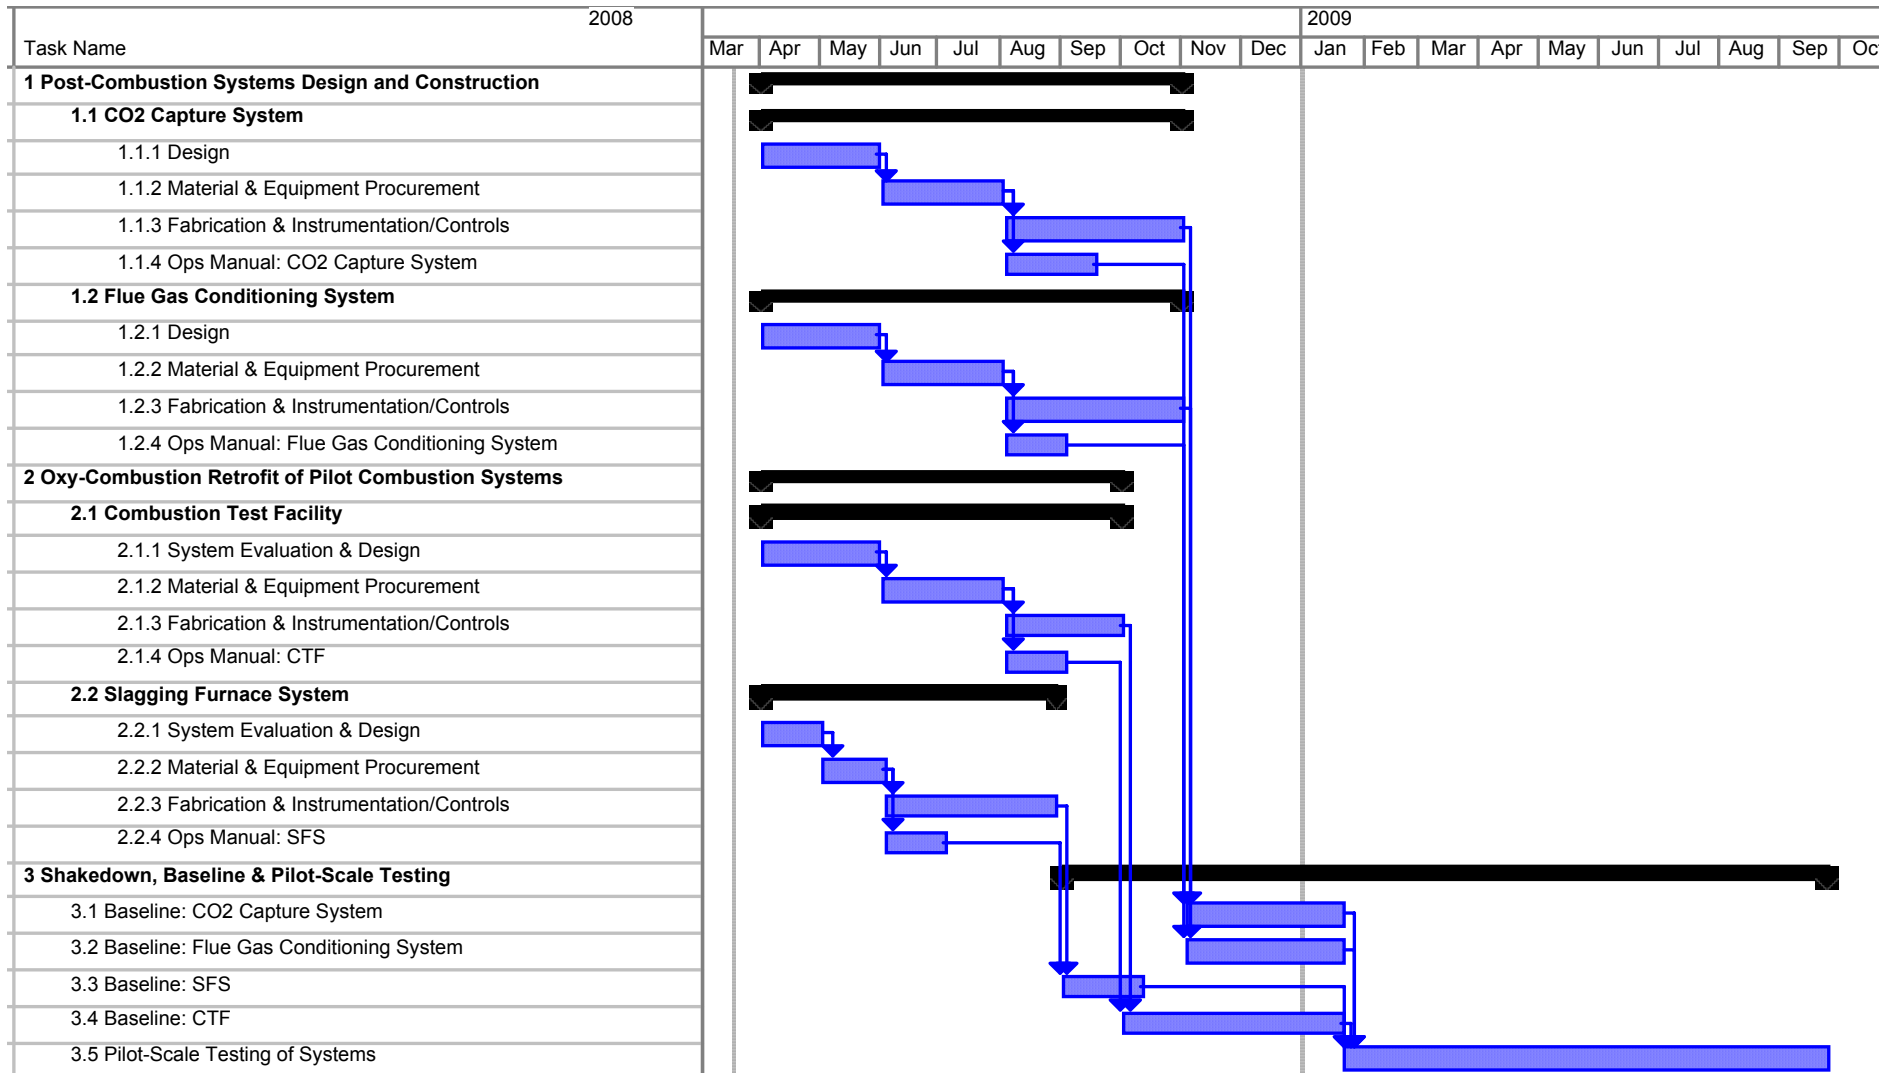 2008 2009
Task Name Mar Apr May Jun Jul Aug Sep Oct Nov Dec Jan Feb Mar Apr May Jun Jul Aug Sep Oct
1 Post-Combustion Systems Design and Construction
1.1 CO2 Capture System
1.1.1 Design
1.1.2 Material & Equipment Procurement
1.1.3 Fabrication & Instrumentation/Controls
1.1.4 Ops Manual: CO2 Capture System
1.2 Flue Gas Conditioning System
1.2.1 Design
1.2.2 Material & Equipment Procurement
1.2.3 Fabrication & Instrumentation/Controls
1.2.4 Ops Manual: Flue Gas Conditioning System
2 Oxy-Combustion Retrofit of Pilot Combustion Systems
2.1 Combustion Test Facility
2.1.1 System Evaluation & Design
2.1.2 Material & Equipment Procurement
2.1.3 Fabrication & Instrumentation/Controls
2.1.4 Ops Manual: CTF
2.2 Slagging Furnace System
2.2.1 System Evaluation & Design
2.2.2 Material & Equipment Procurement
2.2.3 Fabrication & Instrumentation/Controls
2.2.4 Ops Manual: SFS
3 Shakedown, Baseline & Pilot-Scale Testing
3.1 Baseline: CO2 Capture System
3.2 Baseline: Flue Gas Conditioning System
3.3 Baseline: SFS
3.4 Baseline: CTF
3.5 Pilot-Scale Testing of Systems